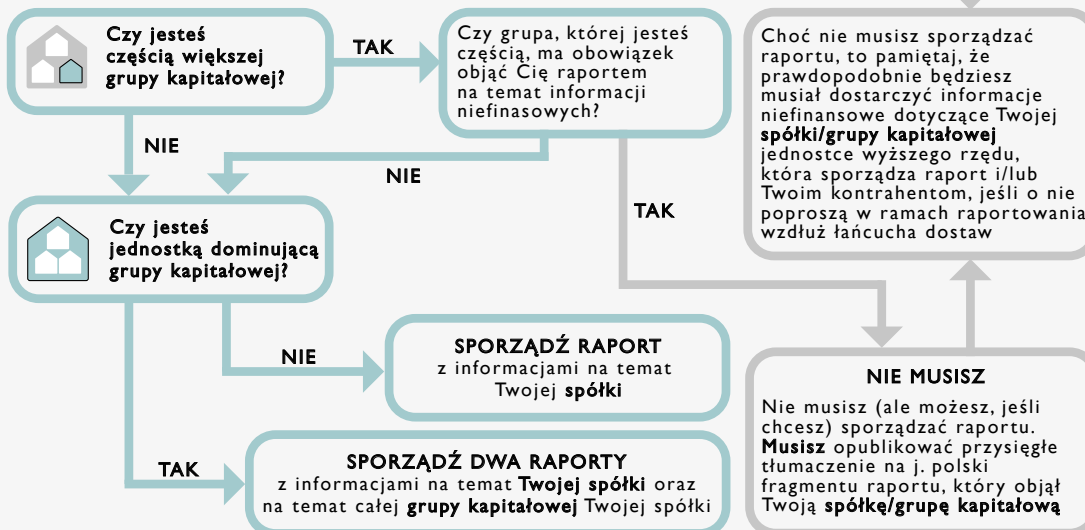 Czy jesteś
częścią większej
grupy kapitałowej?
TAK
Czy grupa, której jesteś
częścią, ma obowiązek
objąć Cię raportem
na temat informacji
niefinasowych?
Choć nie musisz sporządzać
raportu, to pamiętaj, że
prawdopodobnie będziesz
musiał dostarczyć informacje
niefinansowe dotyczące Twojej
spółki/grupy kapitałowej
jednostce wyższego rzędu,
która sporządza raport i/lub
Twoim kontrahentom, jeśli o nie
poproszą w ramach raportowania
wzdłuż łańcucha dostaw
NIE
NIE
TAK
Czy jesteś
jednostką dominującą
grupy kapitałowej?
NIE
SPORZĄDŹ RAPORT
z informacjami na temat
Twojej spółki
NIE MUSISZ
Nie musisz (ale możesz, jeśli
chcesz) sporządzać raportu.
Musisz opublikować przysięgłe
tłumaczenie na j. polski
fragmentu raportu, który objął
Twoją spółkę/grupę kapitałową
TAK
SPORZĄDŹ DWA RAPORTY
z informacjami na temat Twojej spółki oraz
na temat całej grupy kapitałowej Twojej spółki